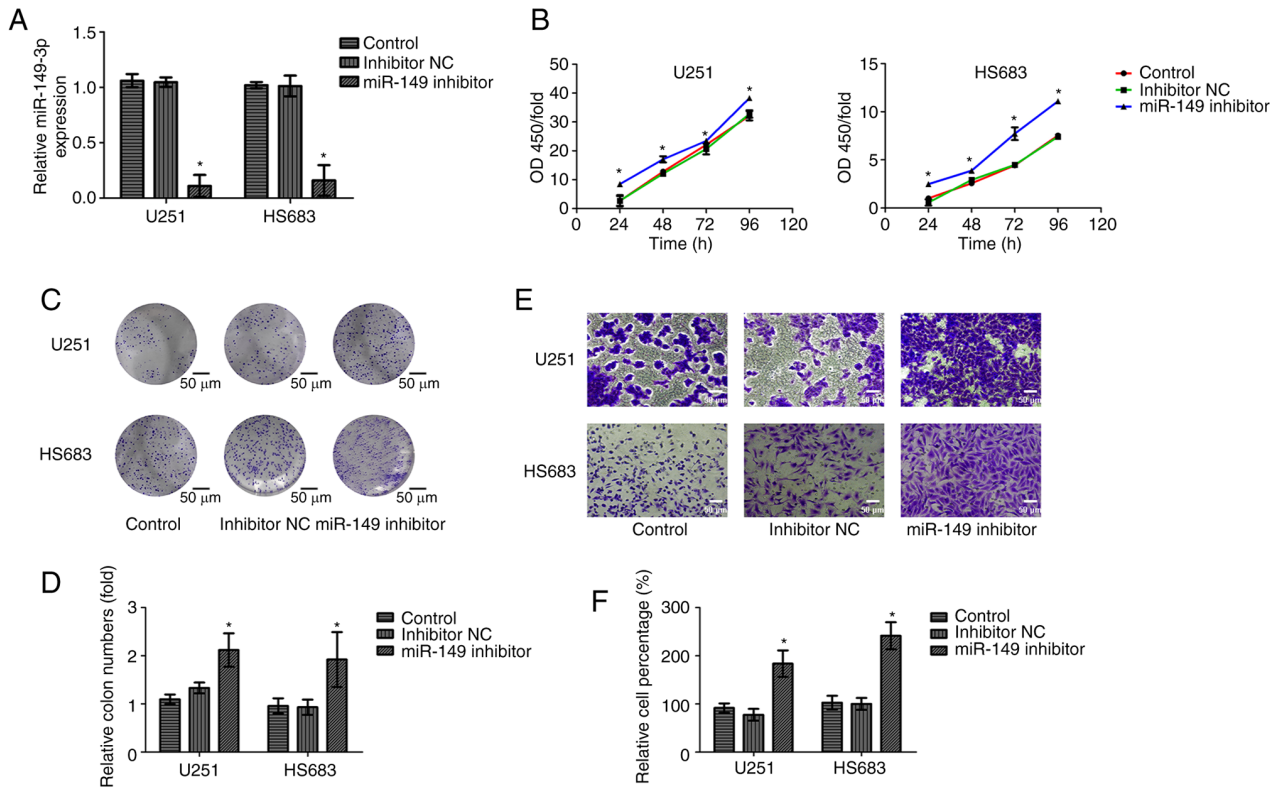 A
Relative miR-149-3p
expression
1.5
1.0
0.5
0.0
*
*
U251
HS683
Control
Inhibitor NC
miR-149 inhibitor
B
U251
OD 450/fold
50
40
30
20
10
0
*
*
*
*
0
24
48
72
96
120
Time (h)
HS683
OD 450/fold
15
10
5
0
*
*
*
*
0
24
48
72
96
120
Time (h)
Control
Inhibitor NC
miR-149 inhibitor
C
U251
50 μm
50 μm
50 μm
HS683
50 μm
50 μm
50 μm
Control
Inhibitor NC
miR-149 inhibitor
E
U251
50 μm
50 μm
50 μm
HS683
50 μm
50 μm
50 μm
Control
Inhibitor NC
miR-149 inhibitor
D
Relative colon numbers (fold)
3
2
1
0
*
*
U251
HS683
Control
Inhibitor NC
miR-149 inhibitor
F
Relative cell percentage (%)
300
200
100
0
*
*
U251
HS683
Control
Inhibitor NC
miR-149 inhibitor